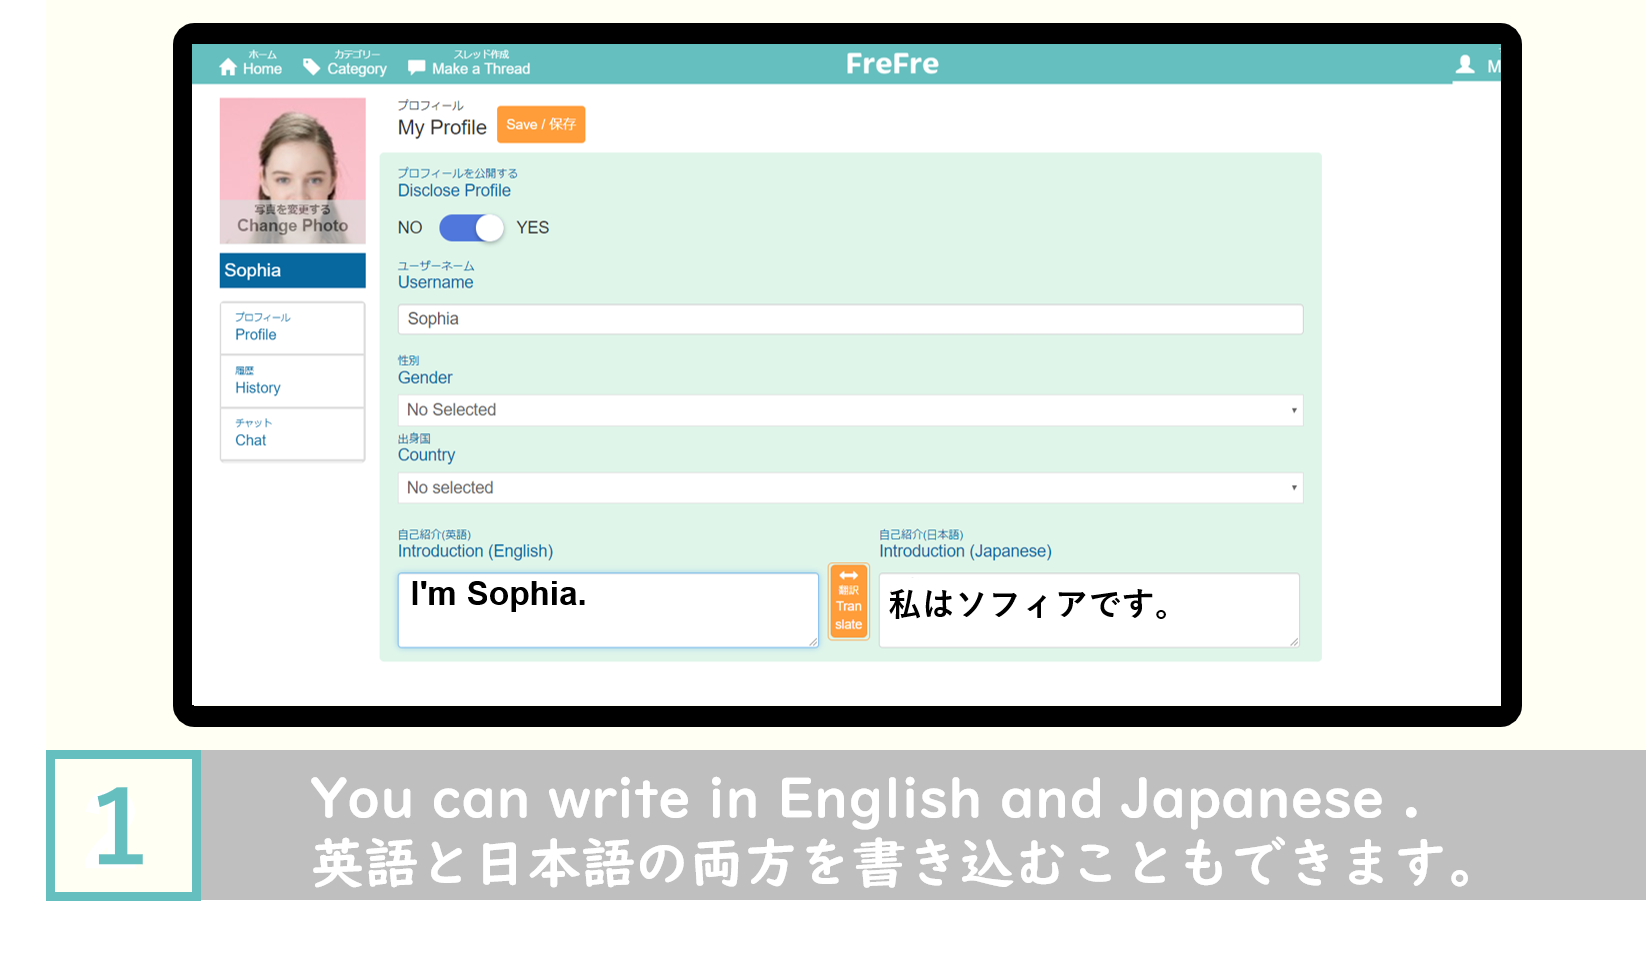 ホーム
Home
カテゴリー
Category
スレッド作成
Make a Thread
FreFre
M
写真を変更する
Change Photo
Sophia
プロフィール
Profile
履歴
History
チャット
Chat
プロフィール
My Profile
Save / 保存
プロフィールを公開する
Disclose Profile
NO YES
ユーザーネーム
Username
Sophia
性別
Gender
No Selected
出身国
Country
No selected
自己紹介(英語)
Introduction (English)
I'm Sophia.
翻訳
Tran
slate
自己紹介(日本語)
Introduction (Japanese)
私はソフィアです。
1
You can write in English and Japanese .
英語と日本語の両方を書き込むこともできます。